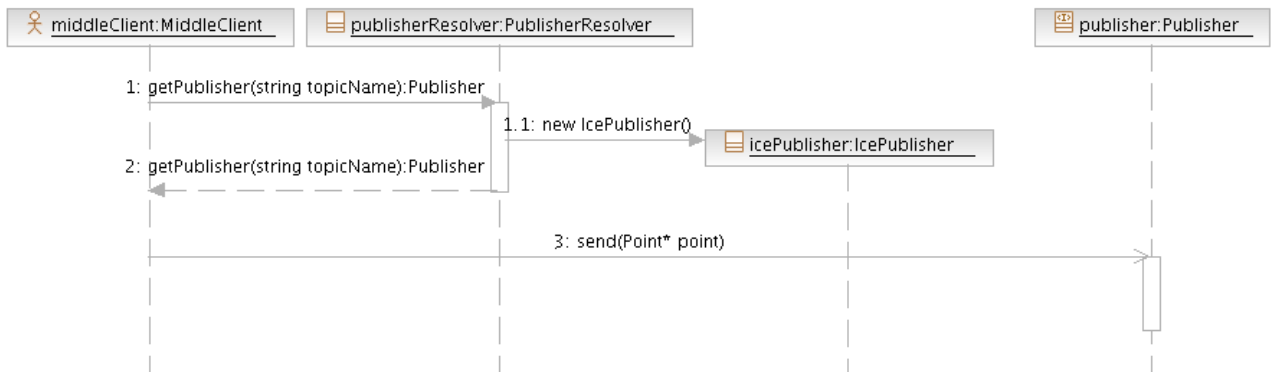 middleClient:MiddleClient
publisherResolver:PublisherResolver
publisher:Publisher
1: getPublisher(string topicName):Publisher
1.1: new IcePublisher()
icePublisher:IcePublisher
2: getPublisher(string topicName):Publisher
3: send(Point* point)